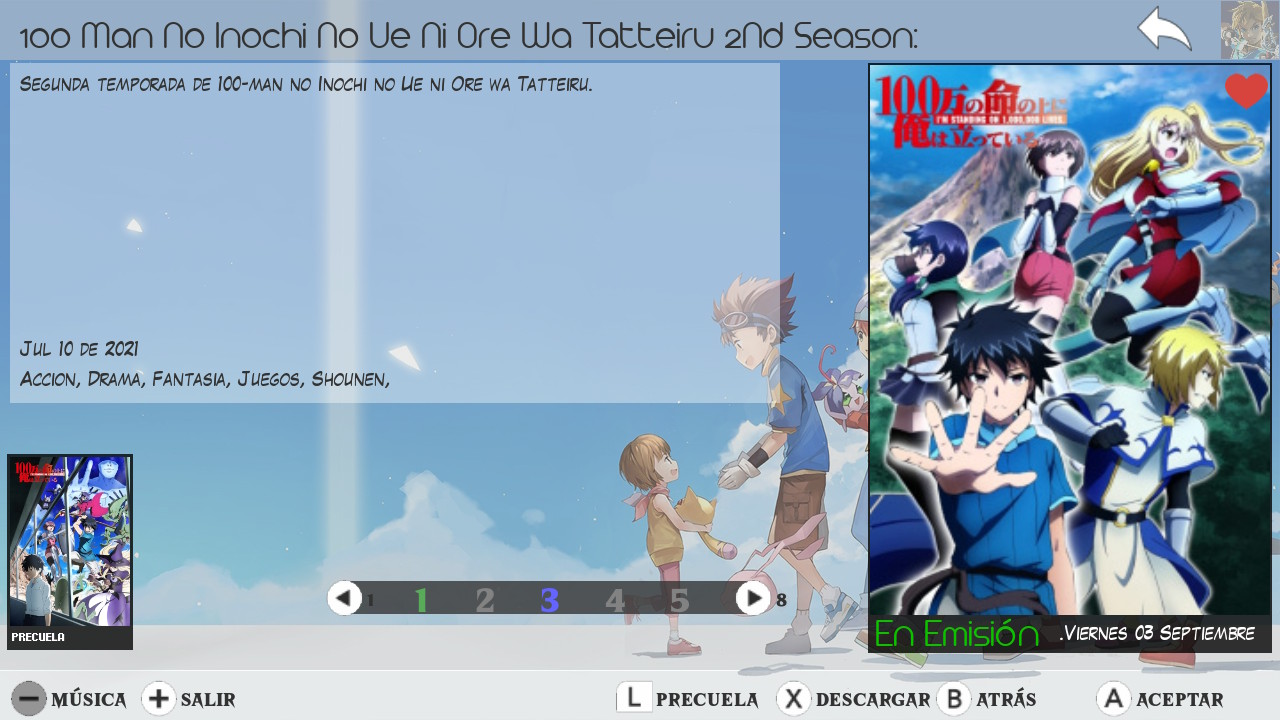 100 Man No Inochi No Ue Ni Ore Wa Tatteiru 2Nd Season:
Segunda temporada de 100-man no Inochi no Ue ni Ore wa Tatteiru.
Jul 10 de 2021
Accion, Drama, Fantasia, Juegos, Shounen,
100万の命の上に
I'M STANDING ON 1,000,000 LIVES.
俺は立っている
En Emisión .Viernes 03 Septiembre
PRECUELA
1 1 2 3 4 5 8
MÚSICA
SALIR
L PRECUELA
X DESCARGAR
B ATRÁS
A ACEPTAR